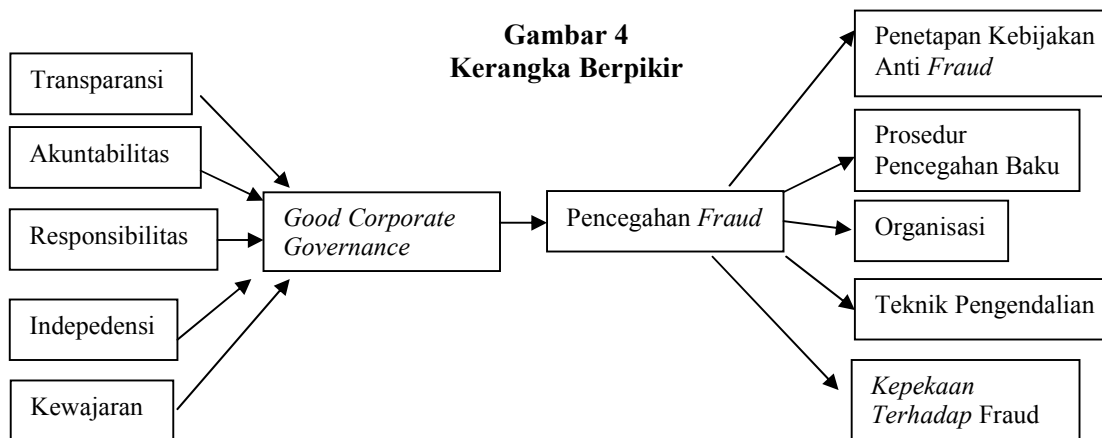 Gambar 4
Kerangka Berpikir
Transparansi
Akuntabilitas
Responsibilitas
Indepedensi
Kewajaran
Good Corporate
Governance
Pencegahan Fraud
Penetapan Kebijakan
Anti Fraud
Prosedur
Pencegahan Baku
Organisasi
Teknik Pengendalian
Kepekaan
Terhadap Fraud